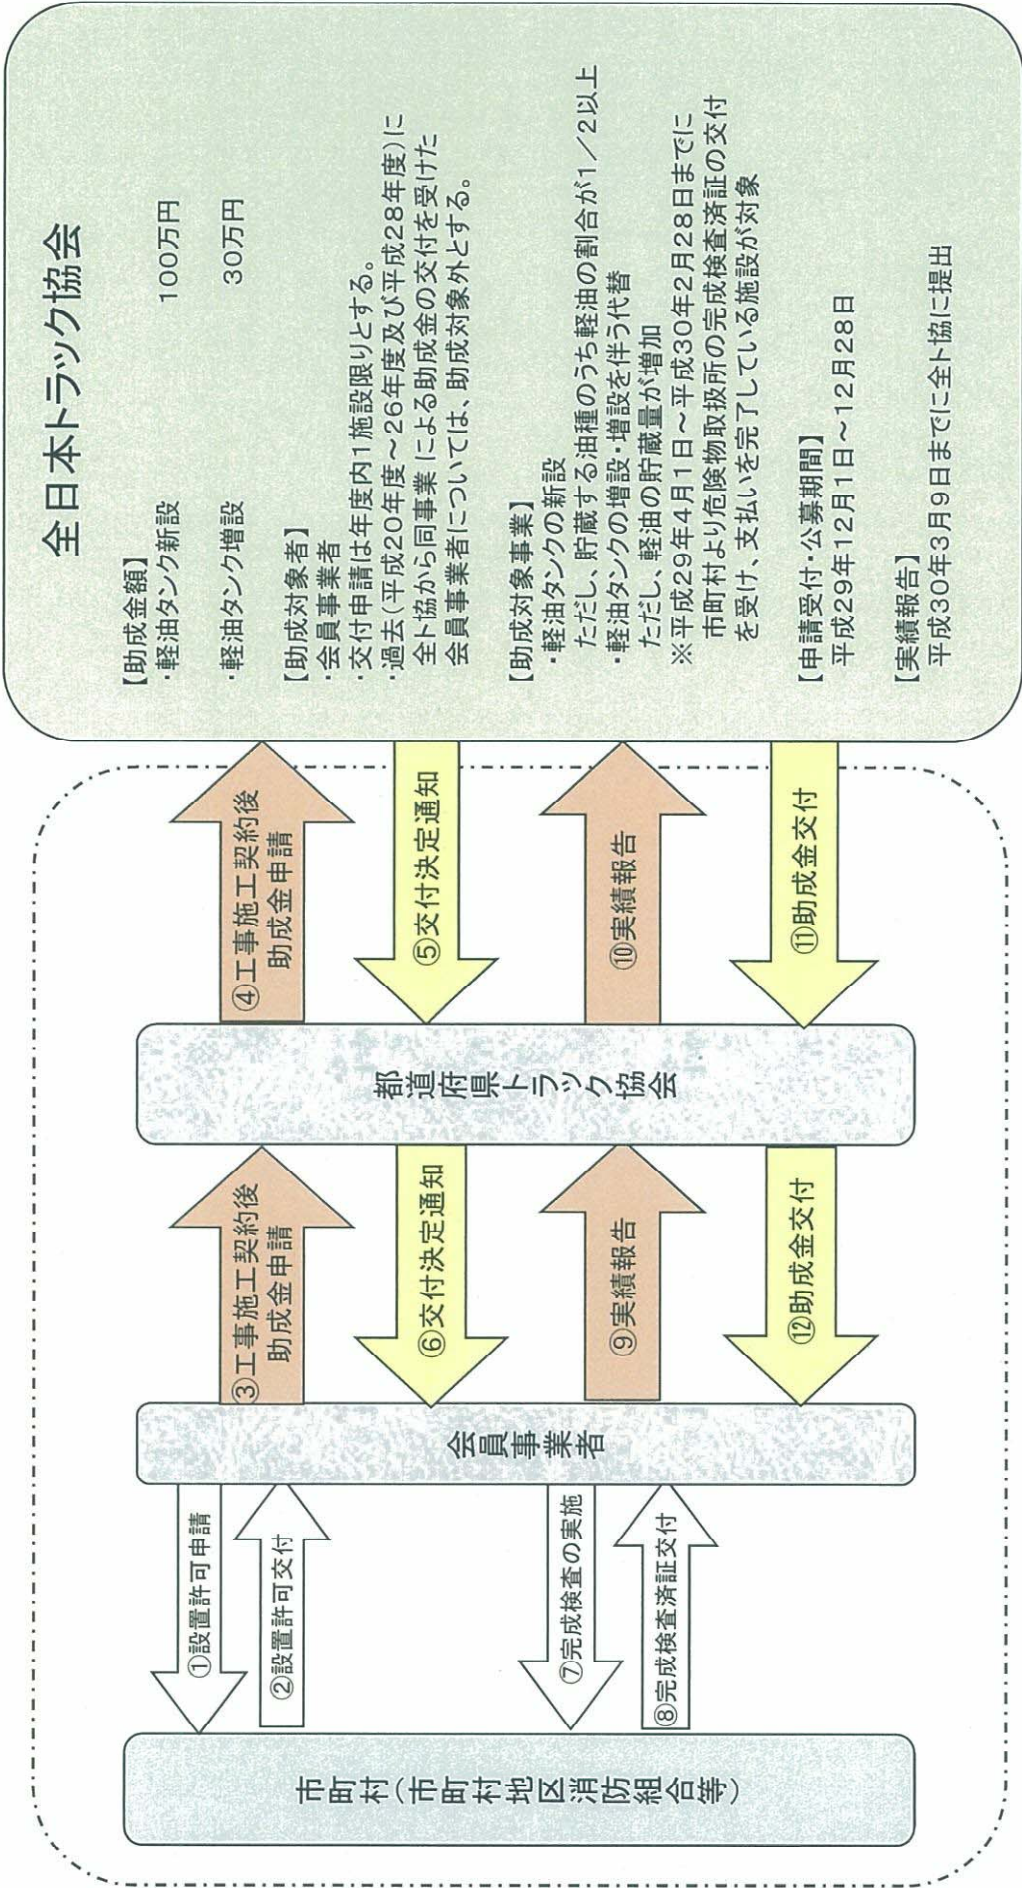 全日本トラック協会
【助成金額】
・軽油タンク新設　100万円
・軽油タンク増設　30万円
【助成対象者】
・会員事業者
・交付申請は年度内1施設限りとする。
・過去(平成20年度～26年度及び平成28年度)に
全ト協から同事業による助成金の交付を受けた
会員事業者については、助成対象外とする。
【助成対象事業】
・軽油タンクの新設
ただし、貯蔵する油種のうち軽油の割合が1/2以上
・軽油タンクの増設・増設を伴う代替
ただし、軽油の貯蔵量が増加
※平成29年4月1日～平成30年2月28日までに
市町村より危険物取扱所の完成検査済証の交付
を受け、支払いを完了している施設が対象
【申請受付・公募期間】
平成29年12月1日～12月28日
【実績報告】
平成30年3月9日までに全ト協に提出
④工事施工契約後
助成金申請
⑤交付決定通知
⑩実績報告
⑪助成金交付
都道府県トラック協会
③工事施工契約後
助成金申請
⑥交付決定通知
⑨実績報告
⑫助成金交付
会員事業者
①設置許可申請
②設置許可交付
⑦完成検査の実施
⑧完成検査済証交付
市町村(市町村地区消防組合等)